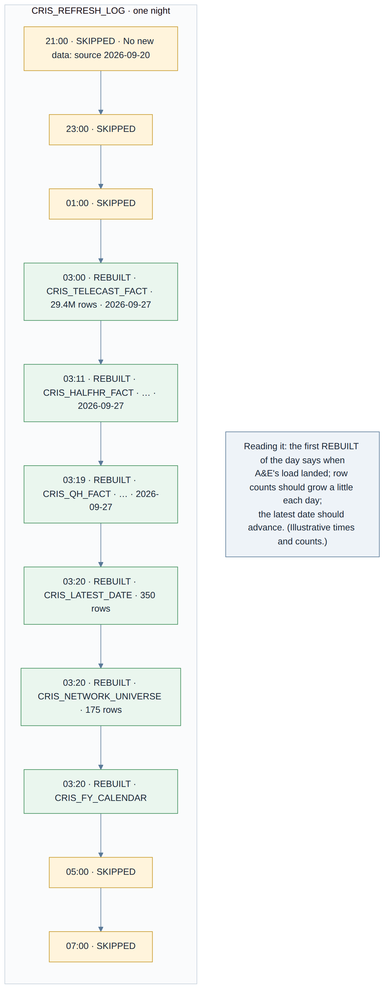 CRIS_REFRESH_LOG · one night
21:00 · SKIPPED · No new
data: source 2026-09-20
23:00 · SKIPPED
01:00 · SKIPPED
03:00 · REBUILT ·
CRIS_TELECAST_FACT ·
29.4M rows · 2026-09-27
03:11 · REBUILT ·
CRIS_HALFHR_FACT · … ·
2026-09-27
03:19 · REBUILT ·
CRIS_QH_FACT · … · 2026-
09-27
03:20 · REBUILT ·
CRIS_LATEST_DATE · 350
rows
03:20 · REBUILT ·
CRIS_NETWORK_UNIVERSE
· 175 rows
03:20 · REBUILT ·
CRIS_FY_CALENDAR
05:00 · SKIPPED
07:00 · SKIPPED
Reading it: the first REBUILT
of the day says when
A&E's load landed; row
counts should grow a little
each day;
the latest date should
advance. (Illustrative times
and counts.)